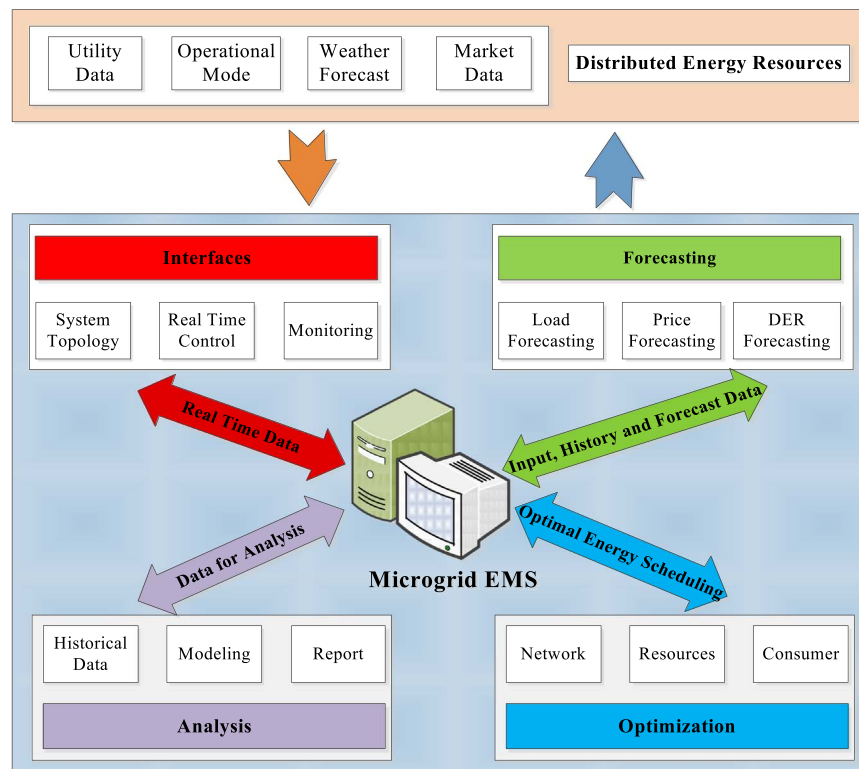 Utility
Data
Operational
Mode
Weather
Forecast
Market
Data
Distributed Energy Resources
Interfaces
System
Topology
Real Time
Control
Monitoring
Forecasting
Load
Forecasting
Price
Forecasting
DER
Forecasting
Real Time Data
Input, History and Forecast Data
Data for Analysis
Optimal Energy Scheduling
Microgrid EMS
Historical
Data
Modeling
Report
Analysis
Network
Resources
Consumer
Optimization